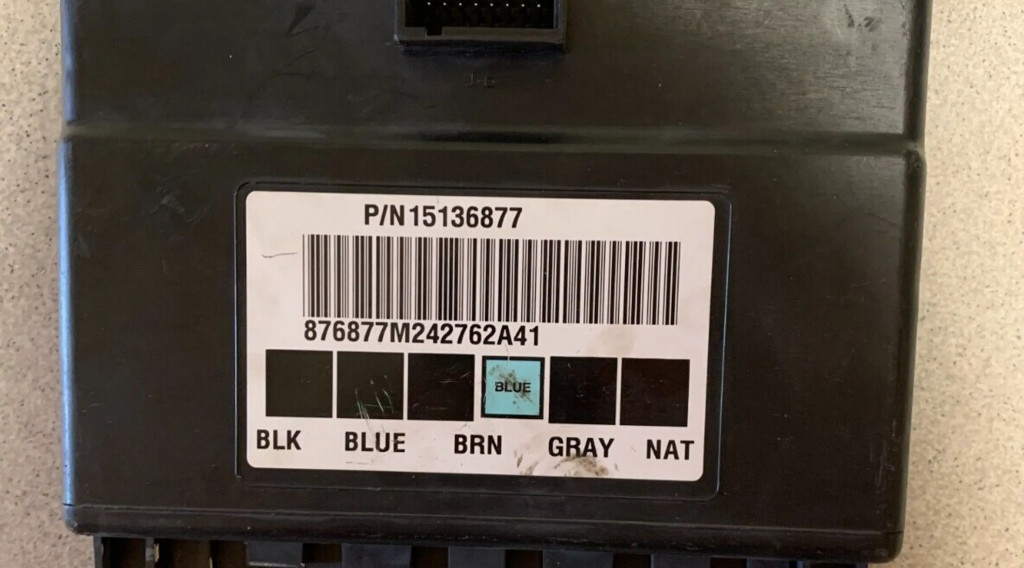 P/N15136877
876877M242762A41
BLUE
BLK BLUE BRN GRAY NAT